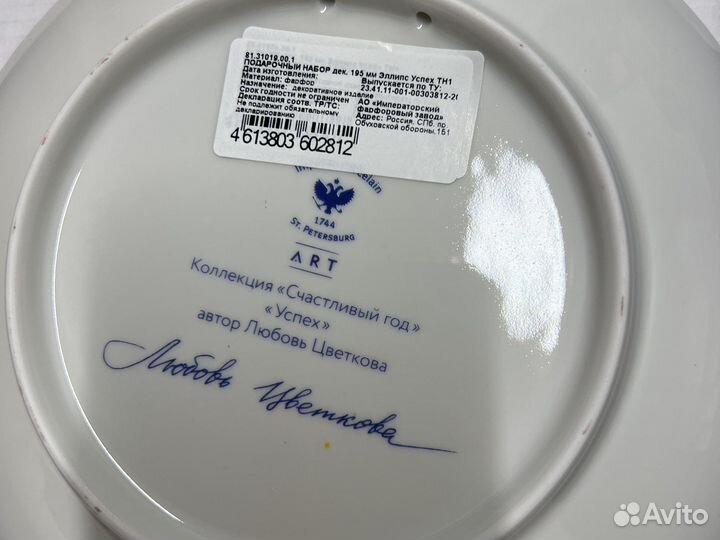 81.31019.00.1
ПОДАРОЧНЫЙ НАБОР дек. 195 мм Эллипс Успех ТН1
Дата изготовления:
Материал: фарфор
Назначение: декоративное изделие
Срок годности не ограничен
Декларация соотв. ТР/ТС:
Не подлежит обязательному
декларированию
Выпускается по ТУ:
23.41.11-001-00303812-20
АО «Императорский
фарфоровый завод»
Адрес: Россия, СПб, пр.
Обуховской обороны, 151
4 613803 602812
1744
ST. PETERSBURG
ART
Коллекция «Счастливый год»
«Успех»
автор Любовь Цветкова
Любовь Цветкова
Avito